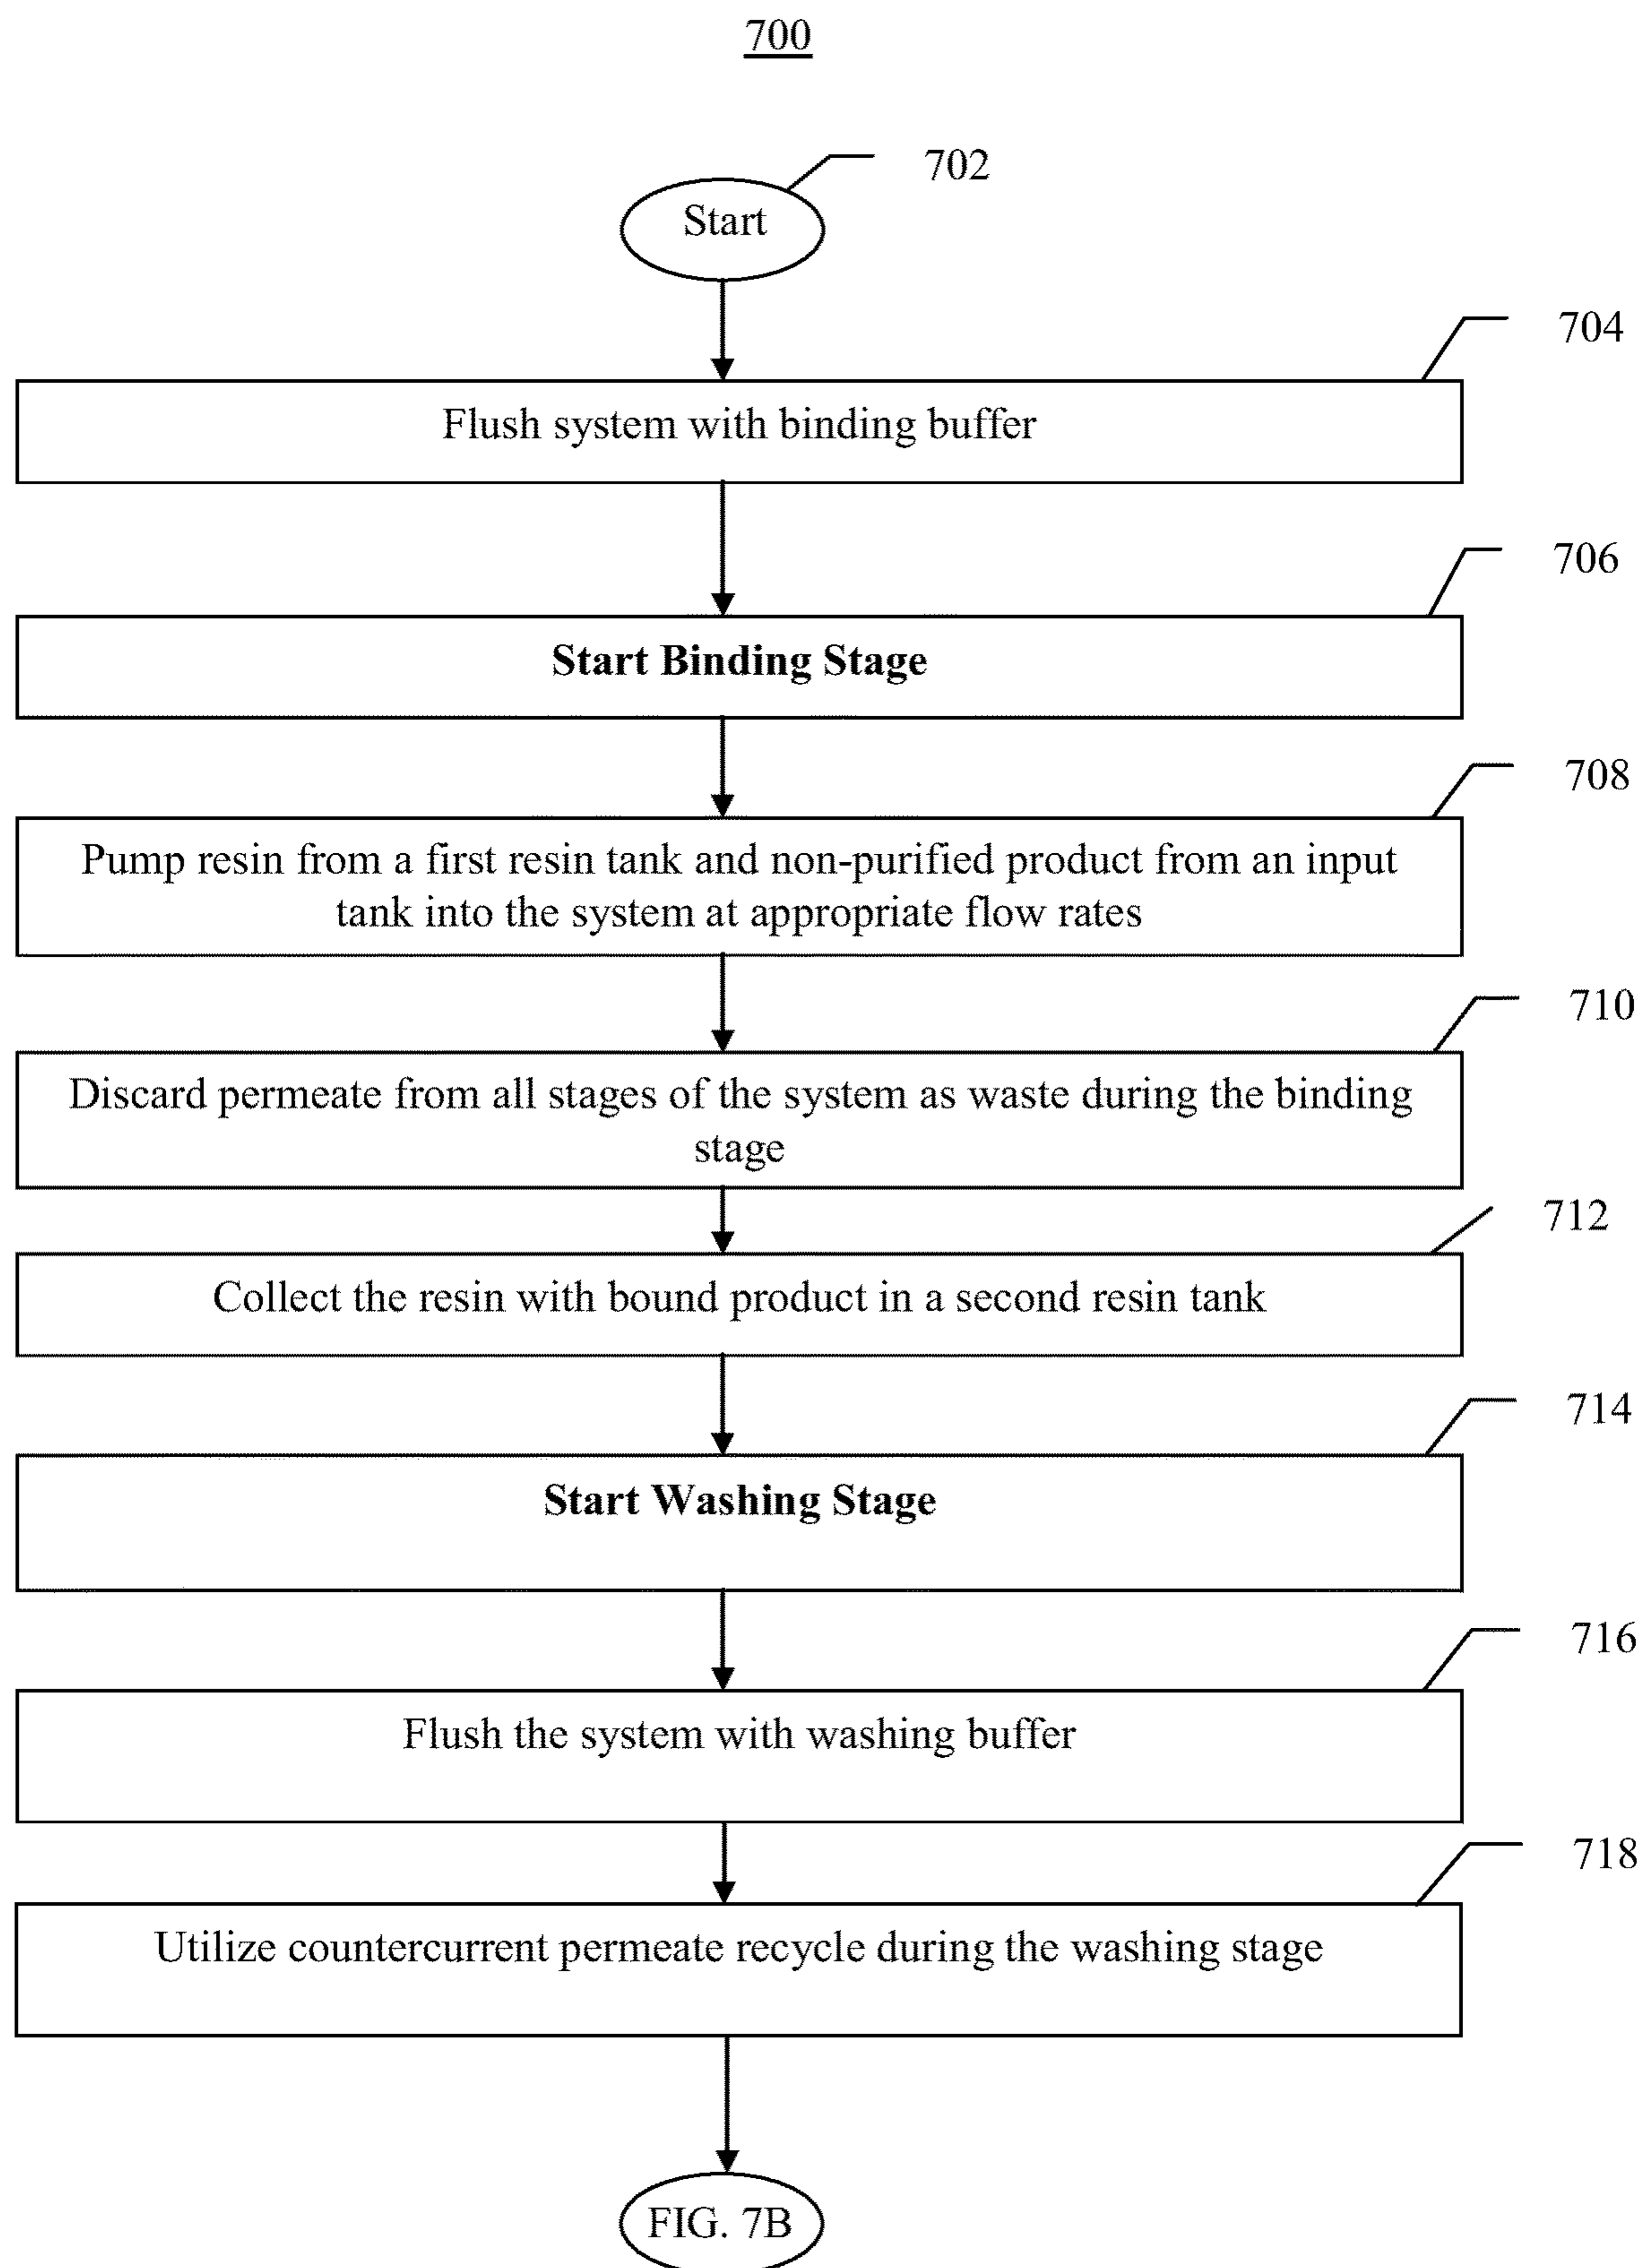 700
702
Start
704
Flush system with binding buffer
706
Start Binding Stage
708
Pump resin from a first resin tank and non-purified product from an input
tank into the system at appropriate flow rates
710
Discard permeate from all stages of the system as waste during the binding
stage
712
Collect the resin with bound product in a second resin tank
714
Start Washing Stage
716
Flush the system with washing buffer
718
Utilize countercurrent permeate recycle during the washing stage
FIG. 7B